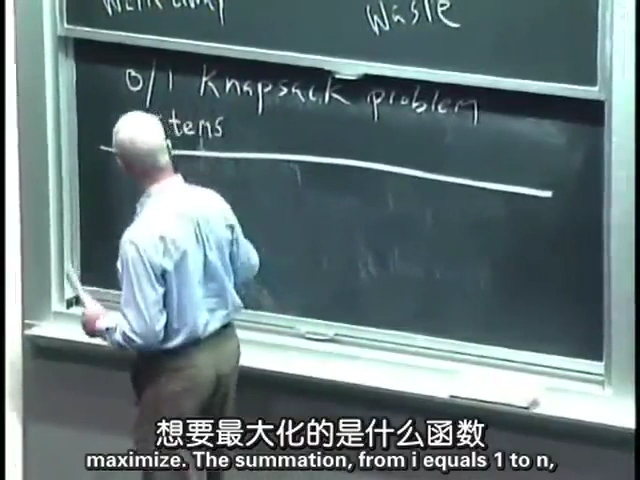 Waste
0/1 Knapsack problem
items
想要最大化的是什么函数
maximize. The summation, from i equals 1 to n,